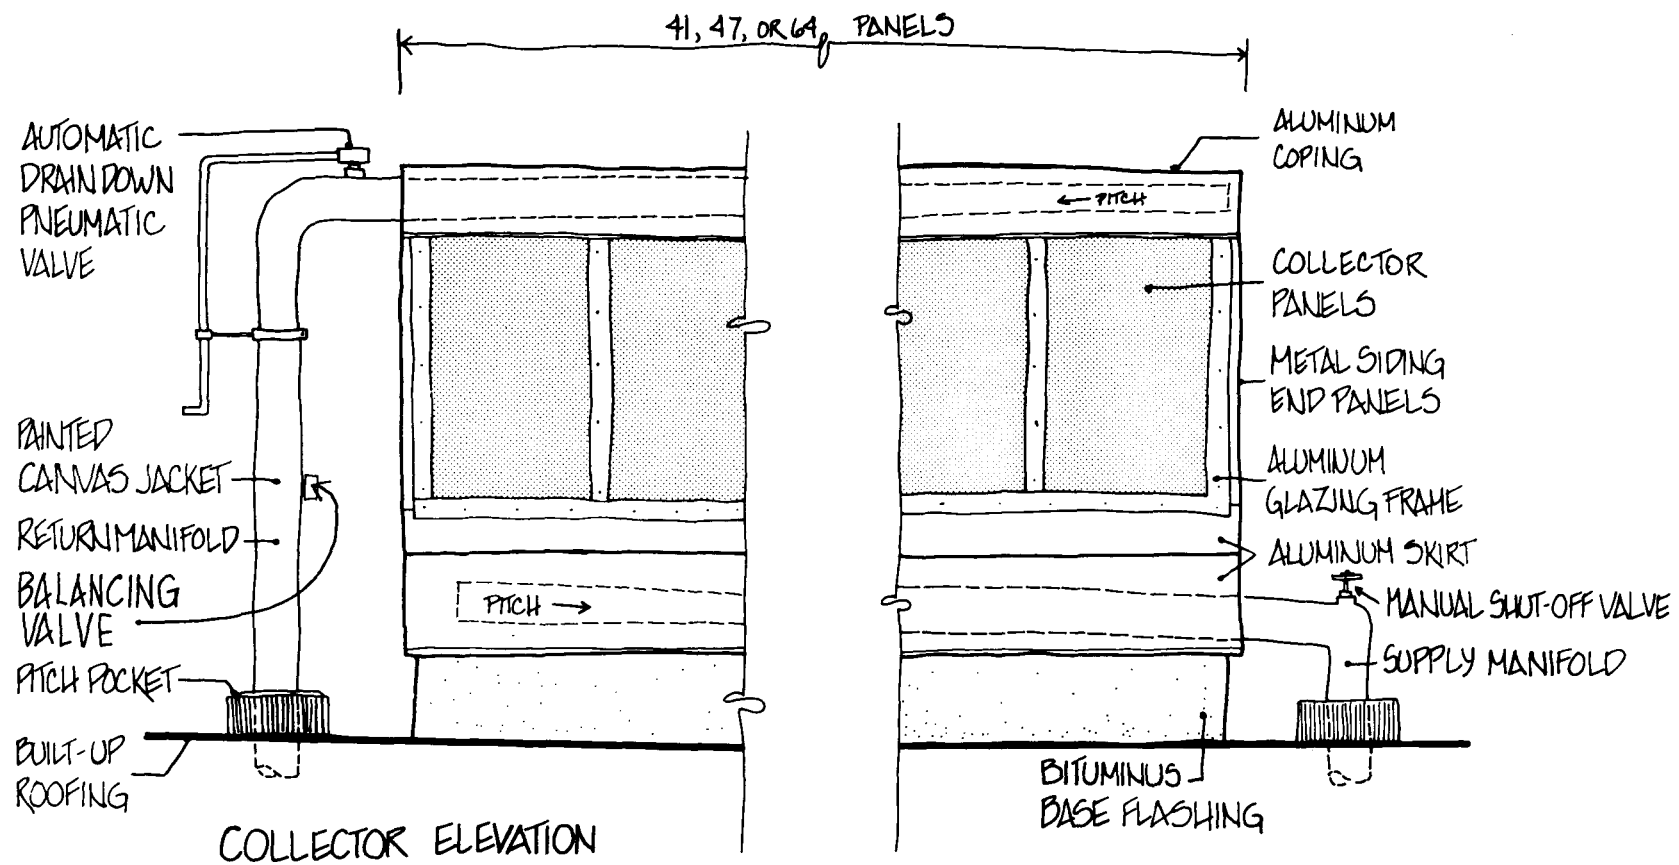 41, 47, OR 64 PANELS
AUTOMATIC
DRAIN DOWN
PNEUMATIC
VALVE
PAINTED
CANVAS JACKET
RETURN MANIFOLD
BALANCING
VALVE
PITCH POCKET
BUILT-UP
ROOFING
PITCH
PITCH
ALUMINUM
COPING
COLLECTOR
PANELS
METAL SIDING
END PANELS
ALUMINUM
GLAZING FRAME
ALUMINUM SKIRT
MANUAL SHUT-OFF VALVE
SUPPLY MANIFOLD
BITUMINUS
BASE FLASHING
COLLECTOR ELEVATION